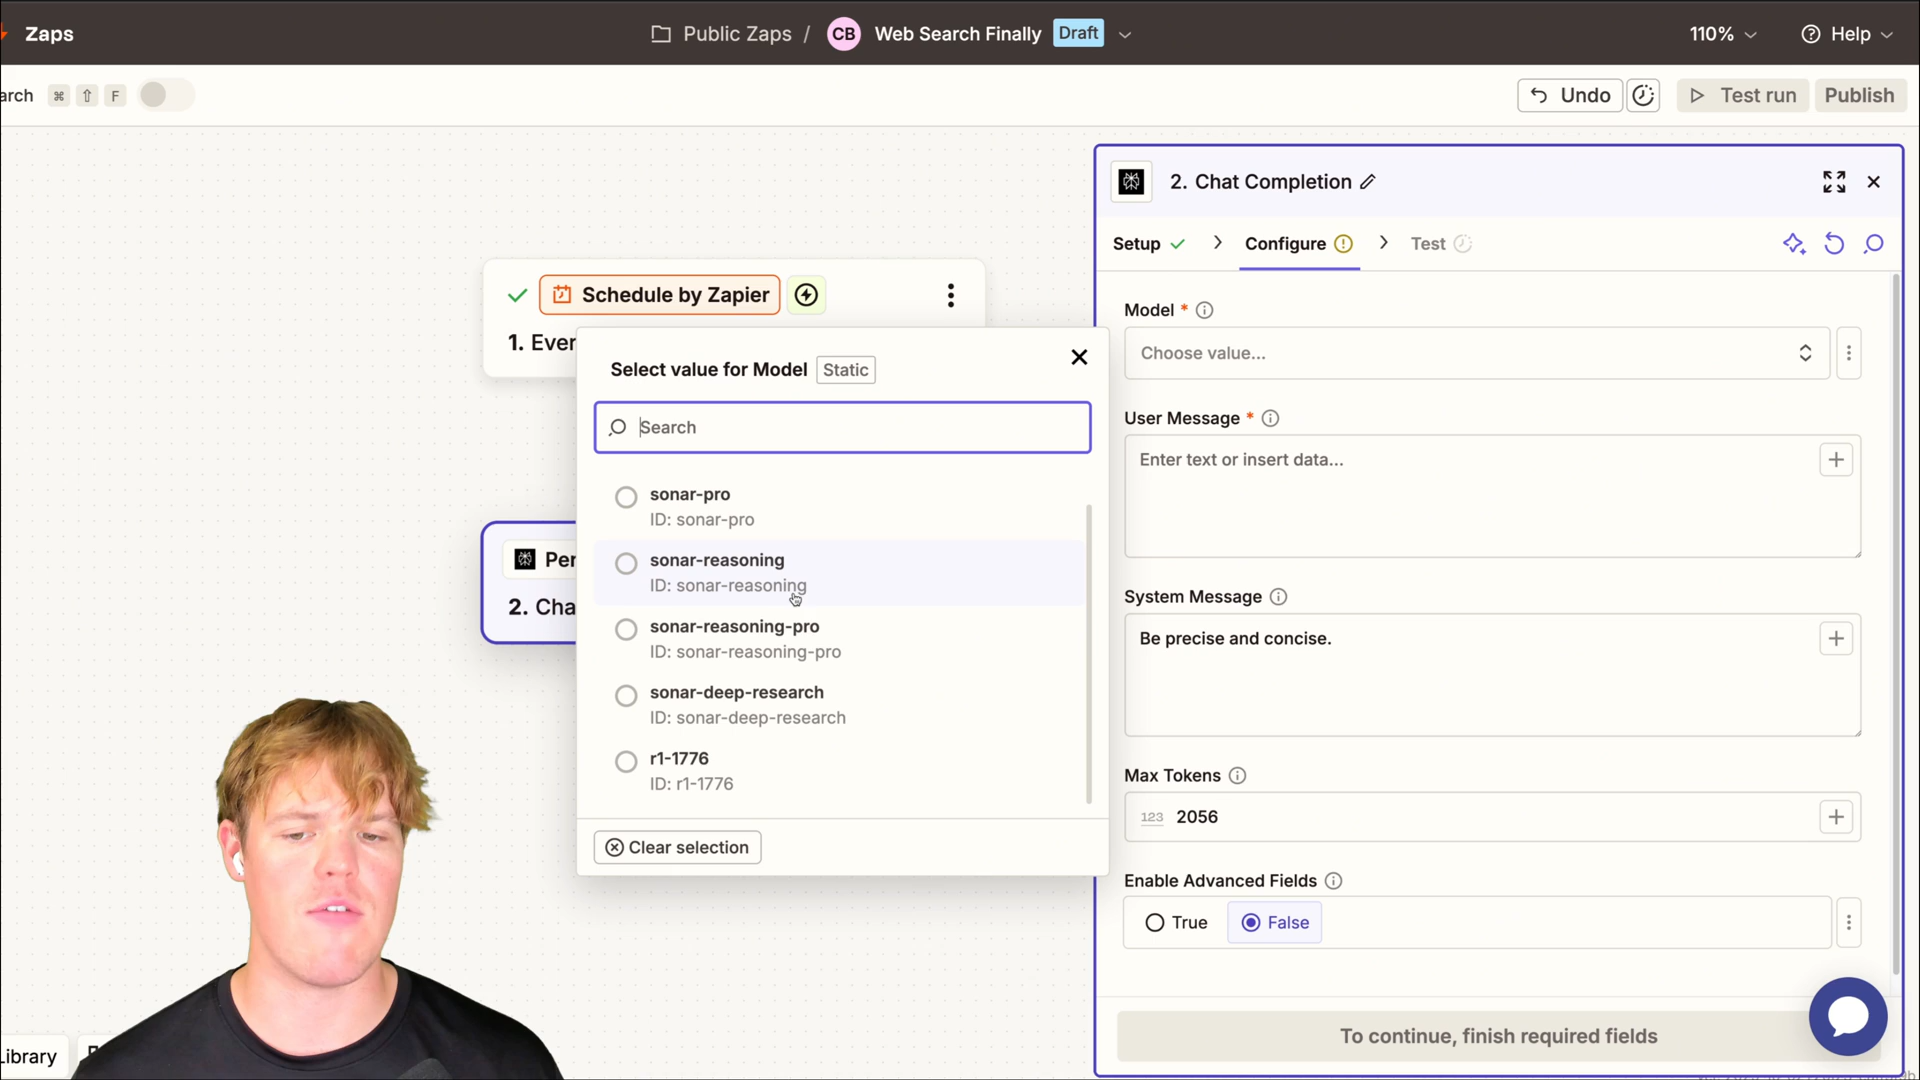 Zaps
Public Zaps / CB Web Search Finally Draft
110%
Help
arch ⌘ ⇧ F
Undo
Test run
Publish
2. Chat Completion
Setup
Configure
Test
Schedule by Zapier
1. Ever
Per
2. Cha
Select value for Model Static
Search
sonar-pro
ID: sonar-pro
sonar-reasoning
ID: sonar-reasoning
sonar-reasoning-pro
ID: sonar-reasoning-pro
sonar-deep-research
ID: sonar-deep-research
r1-1776
ID: r1-1776
Clear selection
Model *
Choose value...
User Message *
Enter text or insert data...
System Message
Be precise and concise.
Max Tokens
123 2056
Enable Advanced Fields
True False
To continue, finish required fields
Library